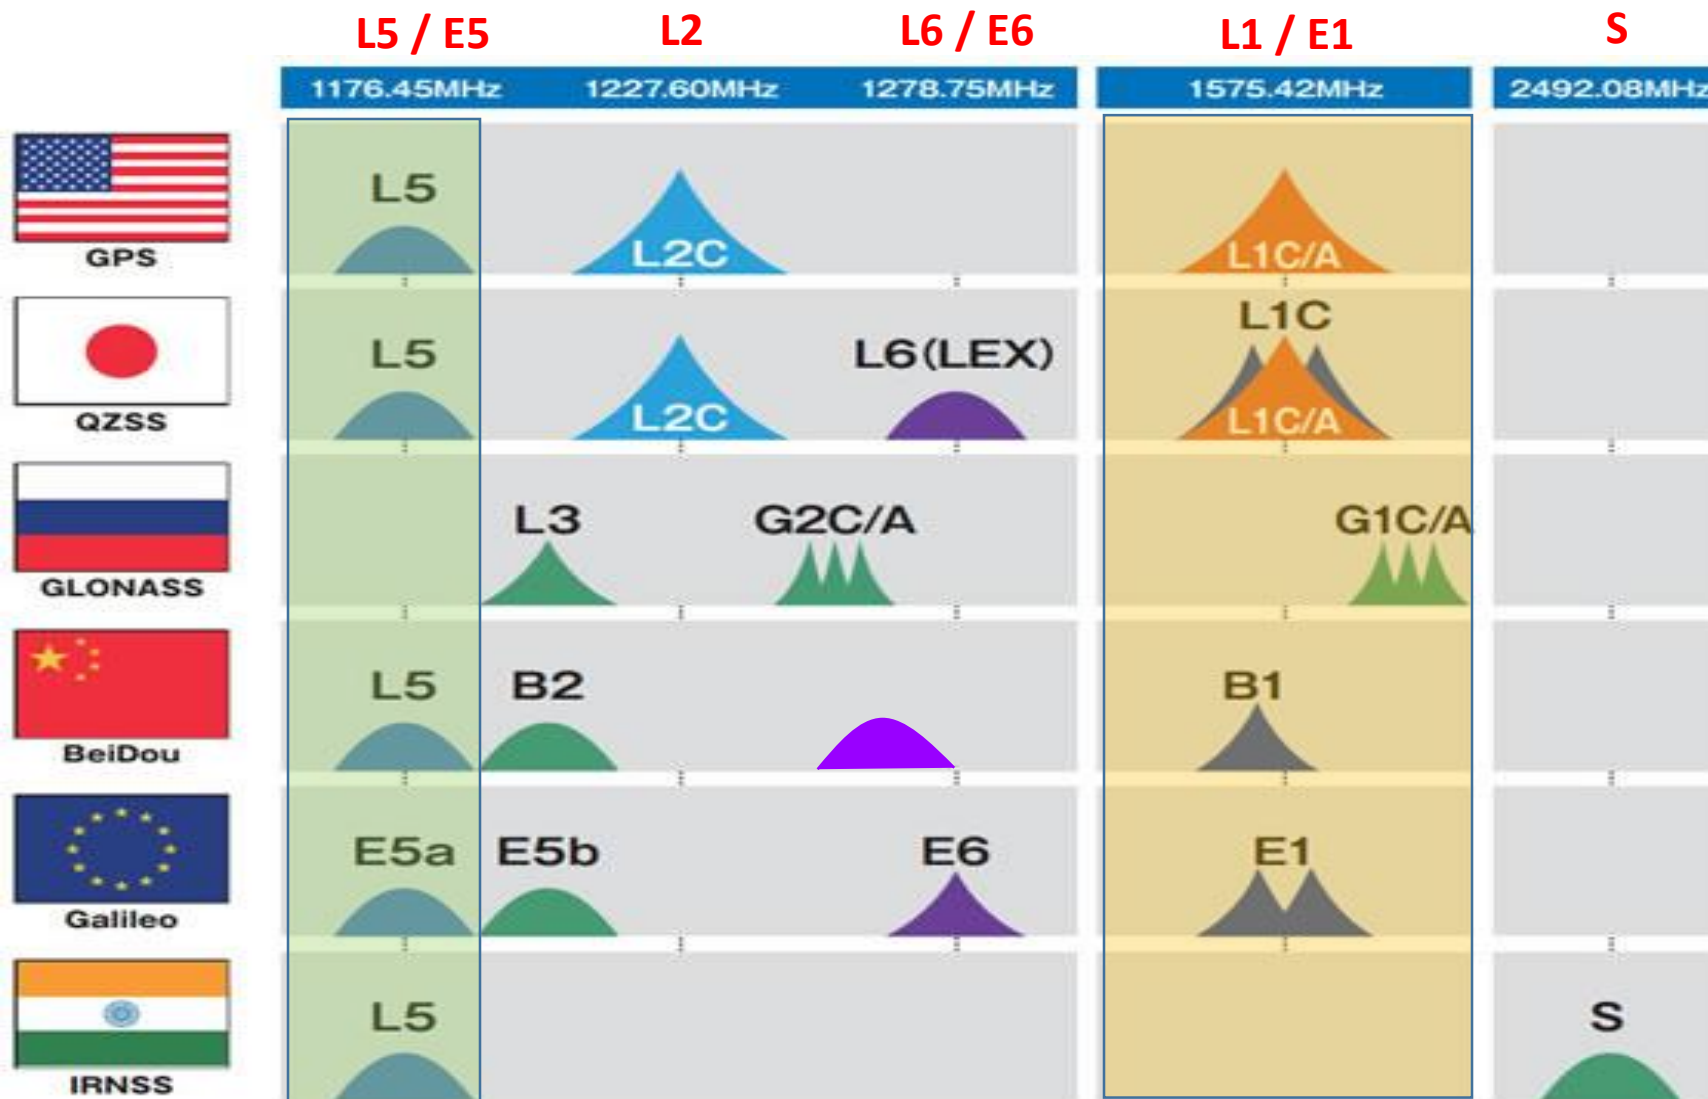 L5 / E5 L2 L6 / E6 L1 / E1 S
1176.45MHz 1227.60MHz 1278.75MHz 1575.42MHz 2492.08MHz
L5
L2C
L1C/A
GPS
L1C
L5 L6(LEX)
L2C L1C/A
QZSS
L3 G2C/A G1C/A
GLONASS
L5 B2 B1
BeiDou
E5a E5b E6 E1
Galileo
L5 S
IRNSS